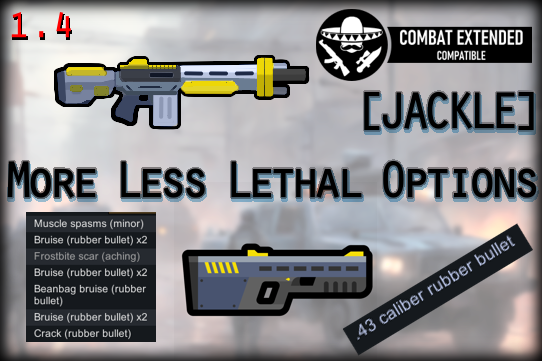 1.4
COMBAT EXTENDED
COMPATIBLE
[JACKLE]
MORE LESS LETHAL OPTIONS
Muscle spasms (minor)
Bruise (rubber bullet) x2
Frostbite scar (aching)
Bruise (rubber bullet) x2
Beanbag bruise (rubber
bullet)
Bruise (rubber bullet) x2
Crack (rubber bullet)
.43 caliber rubber bullet